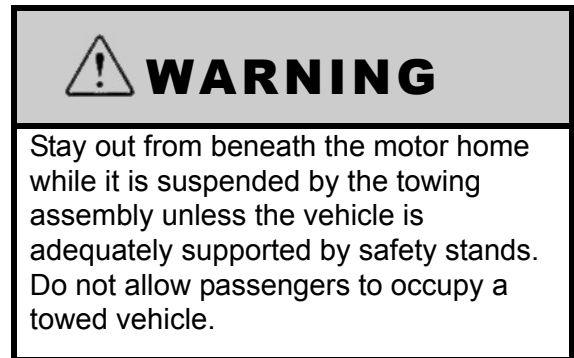 WARNING
Stay out from beneath the motor home
while it is suspended by the towing
assembly unless the vehicle is
adequately supported by safety stands.
Do not allow passengers to occupy a
towed vehicle.